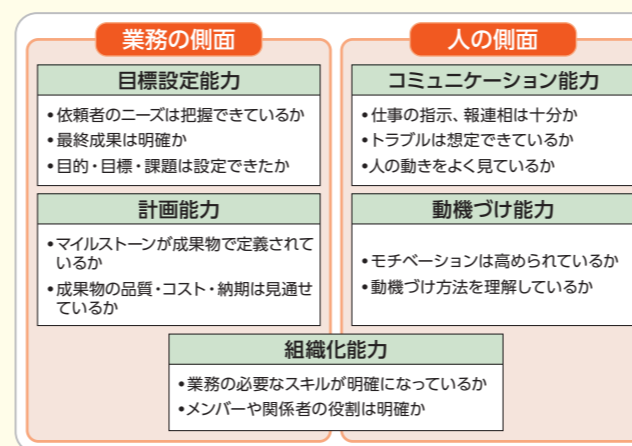 業務の側面
目標設定能力
•依頼者のニーズは把握できているか
•最終成果は明確か
•目的・目標・課題は設定できたか
計画能力
•マイルストーンが成果物で定義されて
いるか
•成果物の品質・コスト・納期は見通せ
ているか
人の側面
コミュニケーション能力
•仕事の指示、報連相は十分か
•トラブルは想定できているか
•人の動きをよく見ているか
動機づけ能力
•モチベーションは高められているか
•動機づけ方法を理解しているか
組織化能力
•業務の必要なスキルが明確になっているか
•メンバーや関係者の役割は明確か